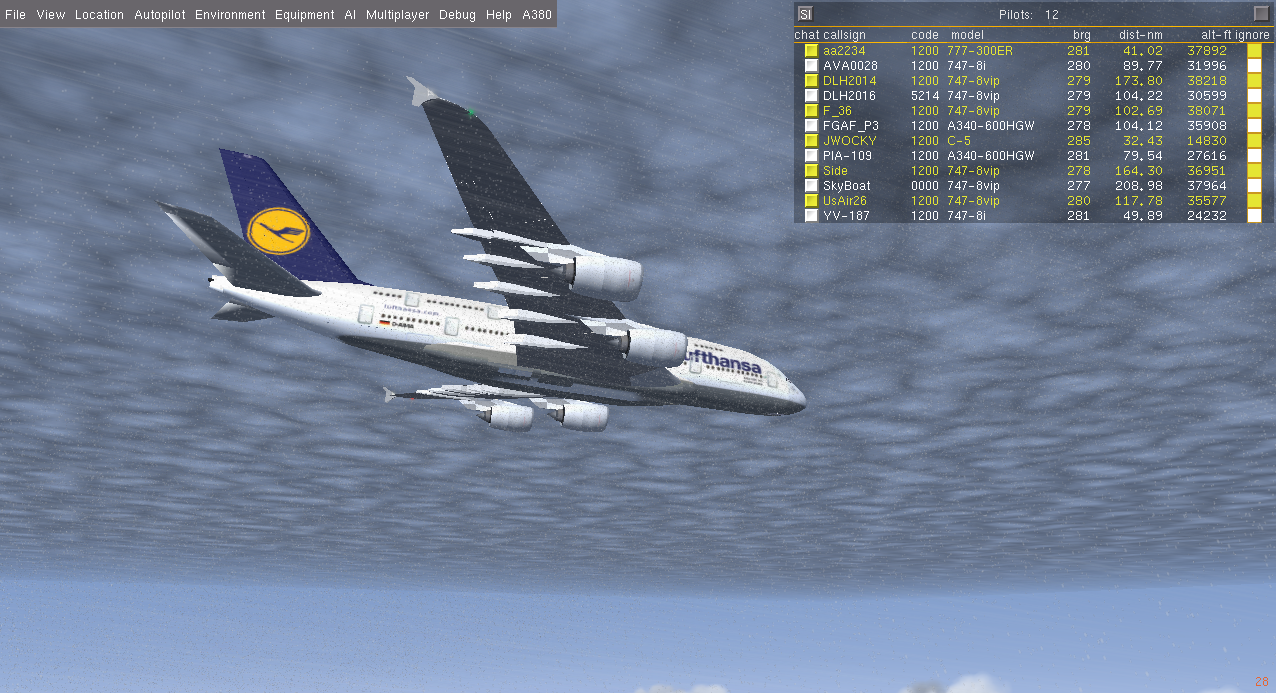 File View Location Autopilot Environment Equipment AI Multiplayer Debug Help A380
SI Pilots: 12
chat callsign code model brg dist-nm alt-ft ignore
aa2234 1200 777-300ER 281 41.02 37892
AVA0028 1200 747-8i 280 89.77 31996
DLH2014 1200 747-8vip 279 173.80 38218
DLH2016 5214 747-8vip 279 104.22 30599
F_36 1200 747-8vip 279 102.69 38071
FGAF_P3 1200 A340-600HGW 278 104.12 35908
JWOCKY 1200 C-5 285 32.43 14830
PIA-109 1200 A340-600HGW 281 79.54 27616
Side 1200 747-8vip 278 164.30 36951
SkyBoat 0000 747-8vip 277 208.98 37964
UsAir26 1200 747-8vip 280 117.78 35577
YV-187 1200 747-8i 281 49.89 24232
lufthansa.com
ufthansa
28